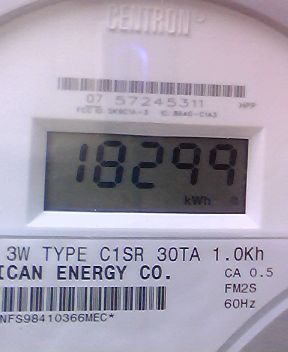 CENTRON
07 57245311 HPP
18299
kWh
3W TYPE C1SR 30TA 1.0Kh
ICAN ENERGY CO. CA 0.5
FM2S
60Hz
NFS98410366MEC*